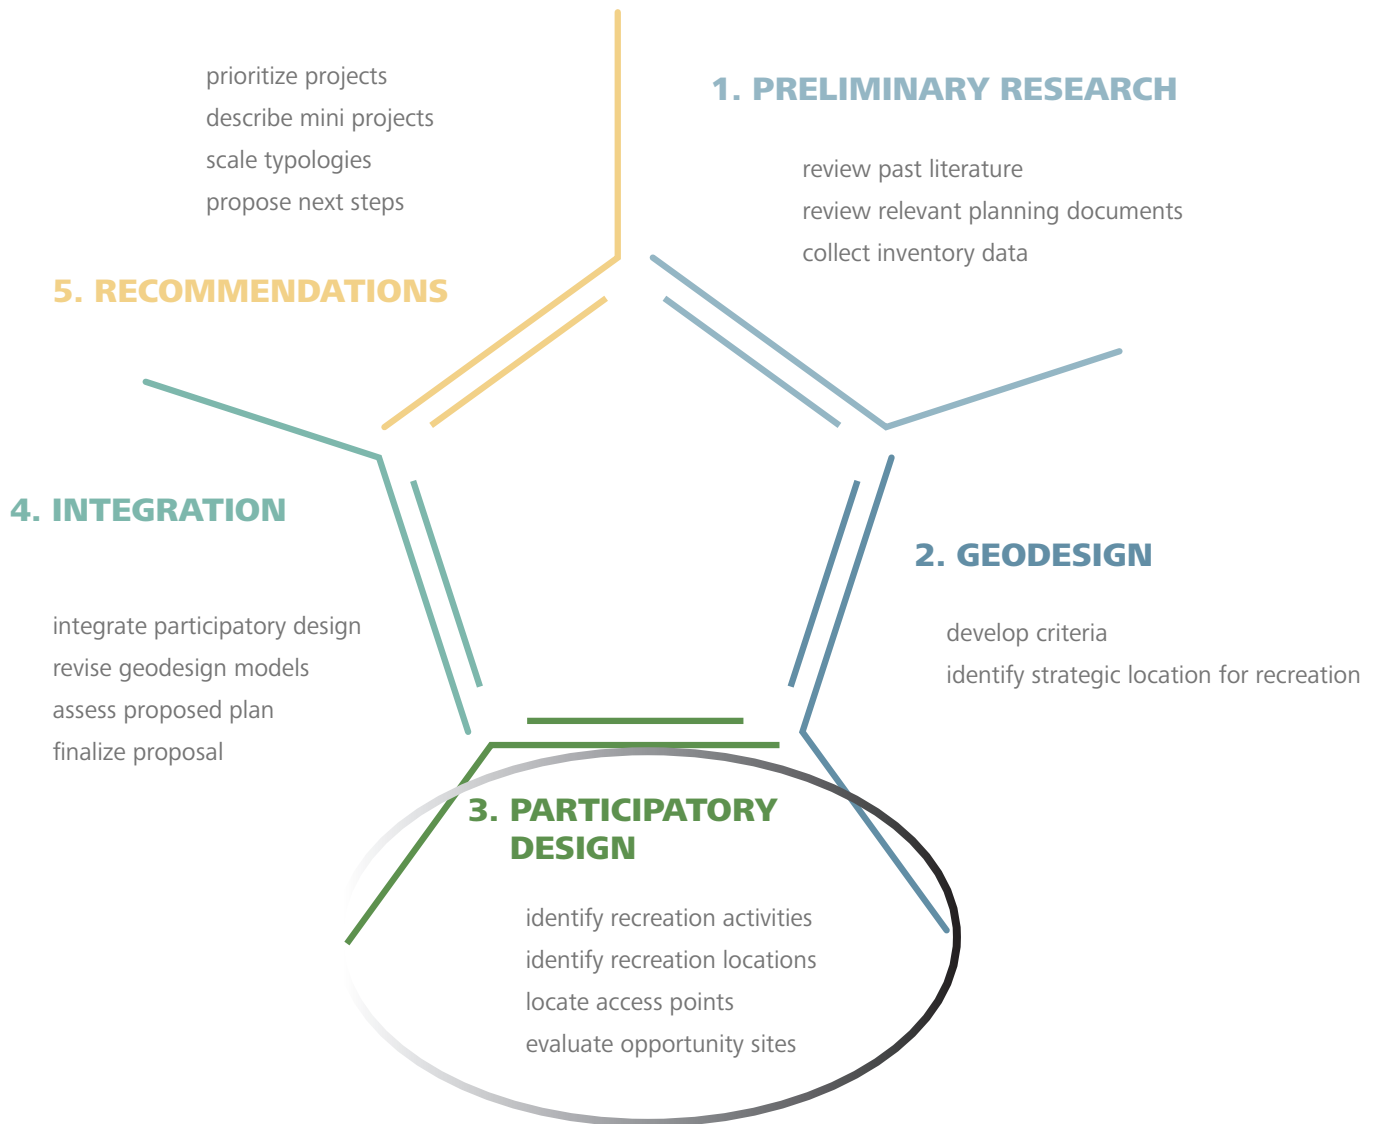 1. PRELIMINARY RESEARCH
review past literature
review relevant planning documents
collect inventory data
2. GEODESIGN
develop criteria
identify strategic location for recreation
3. PARTICIPATORY
DESIGN
identify recreation activities
identify recreation locations
locate access points
evaluate opportunity sites
4. INTEGRATION
integrate participatory design
revise geodesign models
assess proposed plan
finalize proposal
5. RECOMMENDATIONS
prioritize projects
describe mini projects
scale typologies
propose next steps